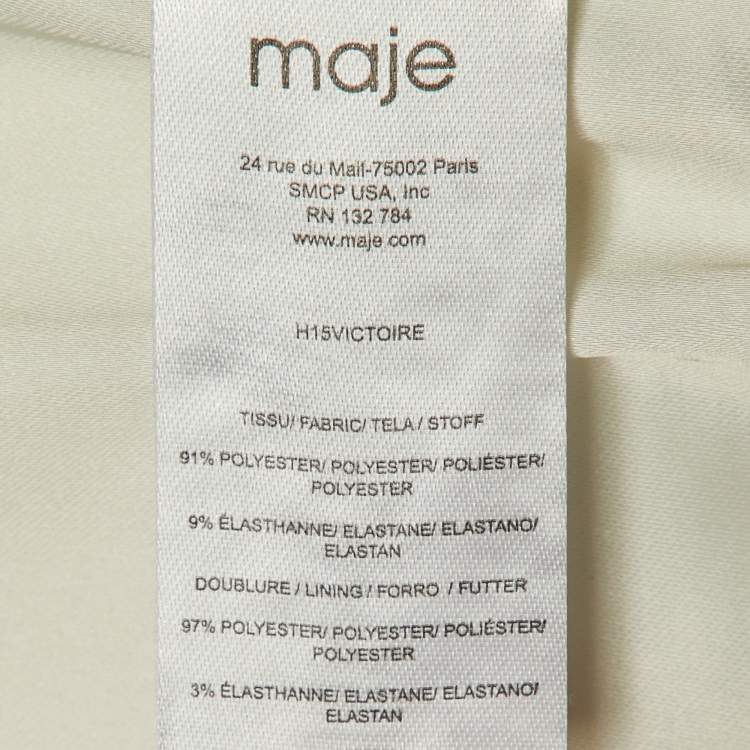 maje
24 rue du Mail-75002 Paris
SMCP USA, Inc
RN 132 784
www.maje.com
H15VICTOIRE
TISSU/ FABRIC/ TELA / STOFF
91% POLYESTER/ POLYESTER/ POLIÉSTER/
POLYESTER
9% ÉLASTHANNE/ ELASTANE/ ELASTANO/
ELASTAN
DOUBLURE / LINING / FORRO / FUTTER
97% POLYESTER/ POLYESTER/ POLIÉSTER/
POLYESTER
3% ÉLASTHANNE/ ELASTANE/ ELASTANO/
ELASTAN